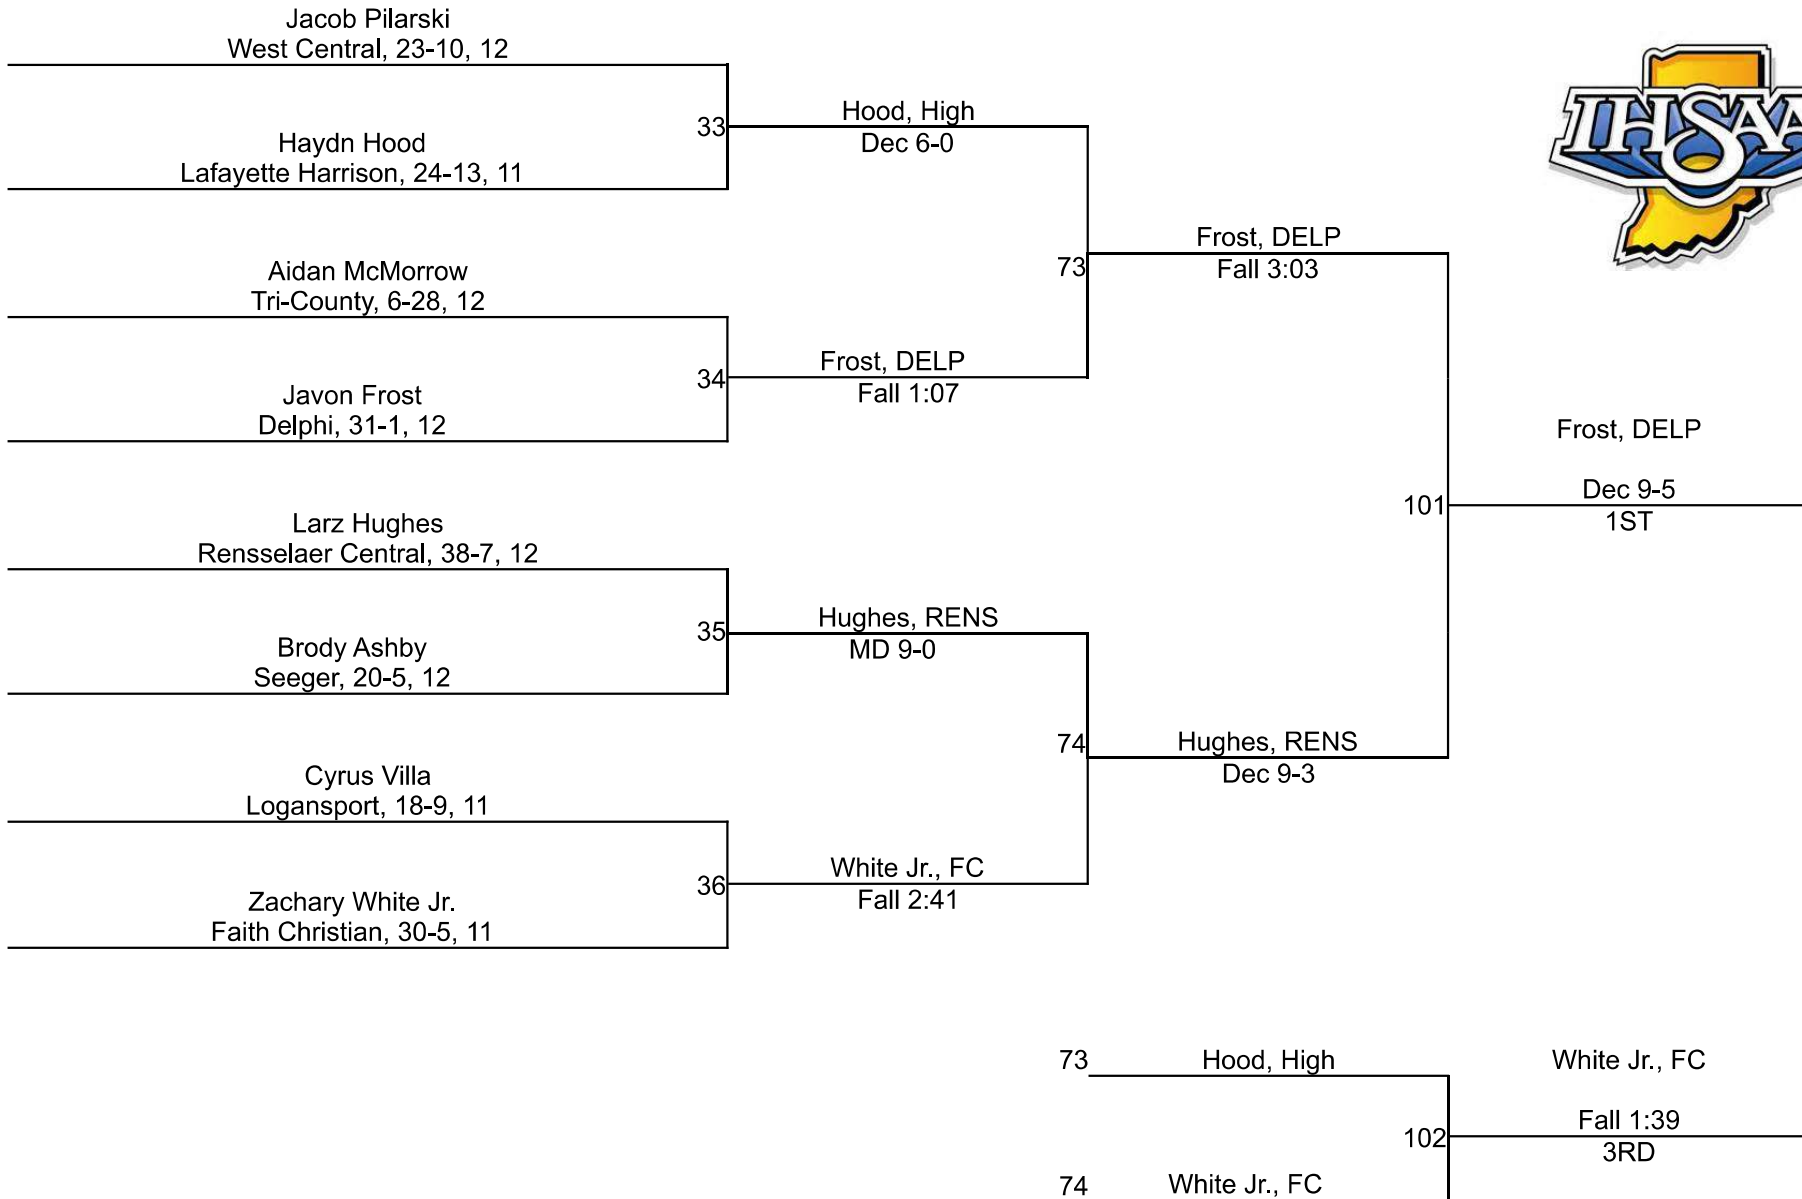 Jacob Pilarski
West Central, 23-10, 12
Haydn Hood
Lafayette Harrison, 24-13, 11
33
Hood, High
Dec 6-0
Aidan McMorrow
Tri-County, 6-28, 12
Javon Frost
Delphi, 31-1, 12
34
Frost, DELP
Fall 1:07
73
Frost, DELP
Fall 3:03
Larz Hughes
Rensselaer Central, 38-7, 12
Brody Ashby
Seeger, 20-5, 12
35
Hughes, RENS
MD 9-0
Cyrus Villa
Logansport, 18-9, 11
Zachary White Jr.
Faith Christian, 30-5, 11
36
White Jr., FC
Fall 2:41
74
Hughes, RENS
Dec 9-3
101
Frost, DELP
Dec 9-5
1ST
IHSAA
73
Hood, High
74
White Jr., FC
102
White Jr., FC
Fall 1:39
3RD